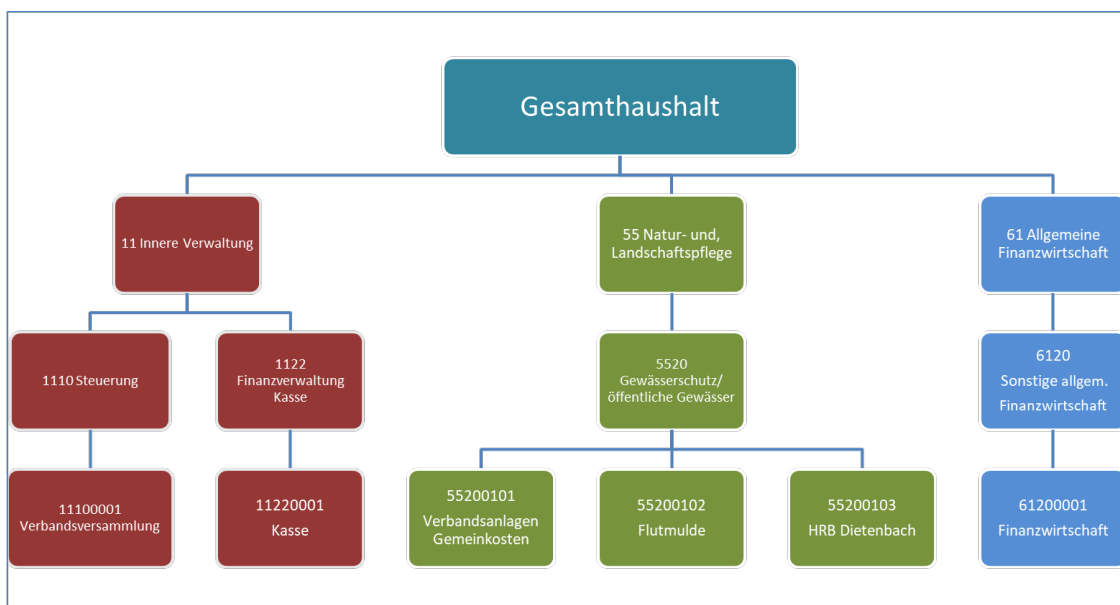 Gesamthaushalt
11 Innere Verwaltung
55 Natur- und,
Landschaftspflege
61 Allgemeine
Finanzwirtschaft
1110 Steuerung
1122
Finanzverwaltung
Kasse
5520
Gewässerschutz/
öffentliche Gewässer
6120
Sonstige allgem.
Finanzwirtschaft
11100001
Verbandsversammlung
11220001
Kasse
55200101
Verbandsanlagen
Gemeinkosten
55200102
Flutmulde
55200103
HRB Dietenbach
61200001
Finanzwirtschaft